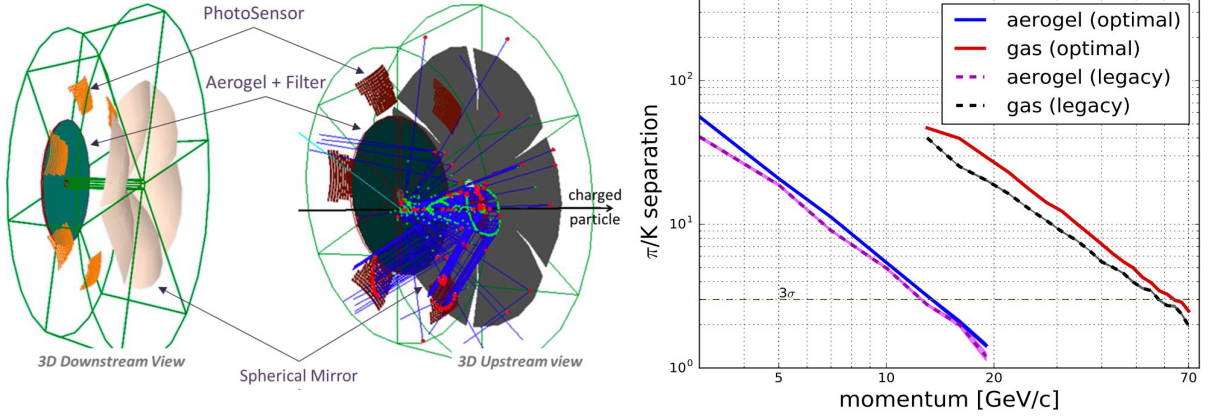 PhotoSensor
Aerogel + Filter
charged
particle
3D Downstream View
3D Upstream view
Spherical Mirror
aerogel (optimal)
gas (optimal)
aerogel (legacy)
gas (legacy)
π/K separation
10²
10¹
10⁰
3σ
5
10
20
70
momentum [GeV/c]